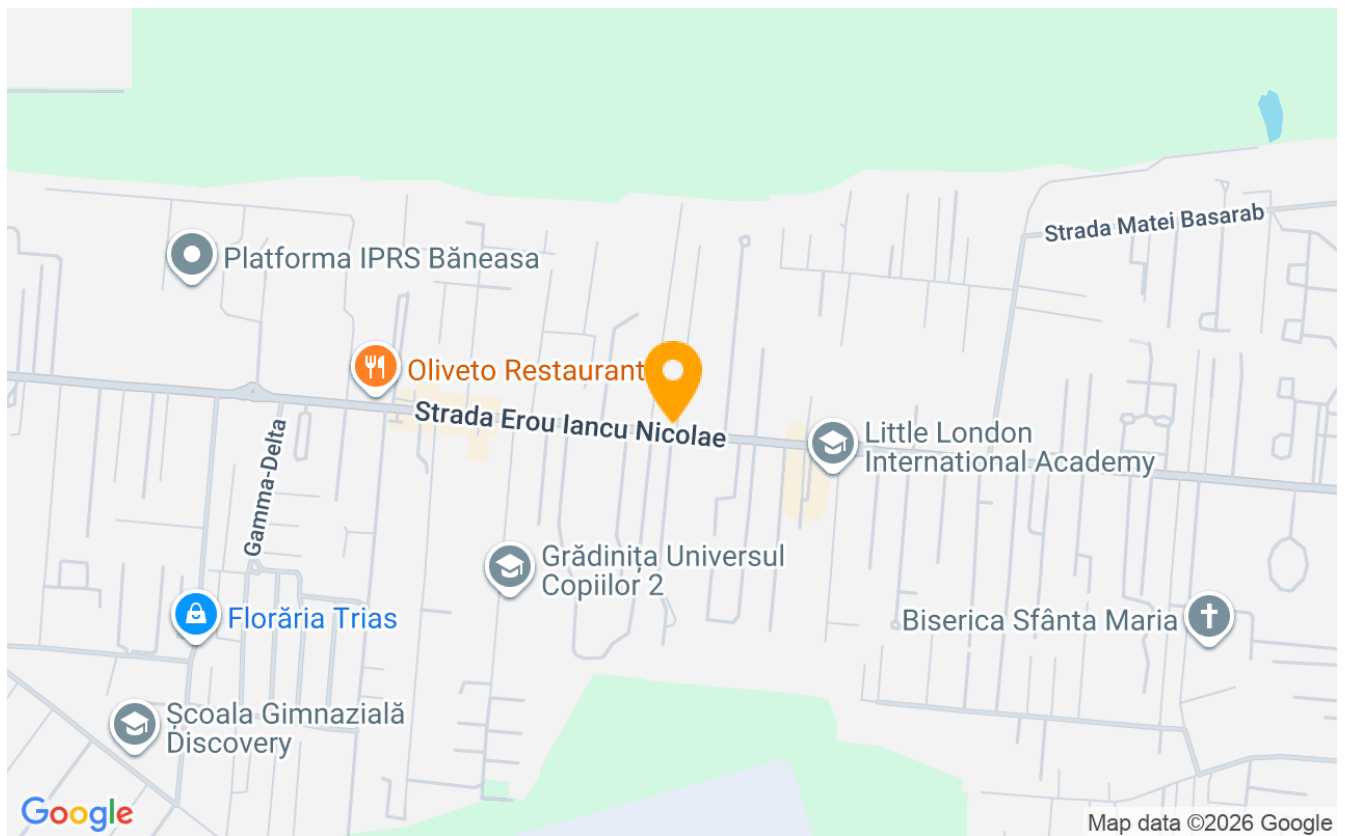 Strada Matei Basarab
Platforma IPRS Băneasa
Oliveto Restaurant
Strada Erou Iancu Nicolae
Little London
International Academy
Gamma-Delta
Grădinița Universul
Copiilor 2
Florăria Trias
Biserica Sfânta Maria
Școala Gimnazială
Discovery
Google
Map data ©2026 Google